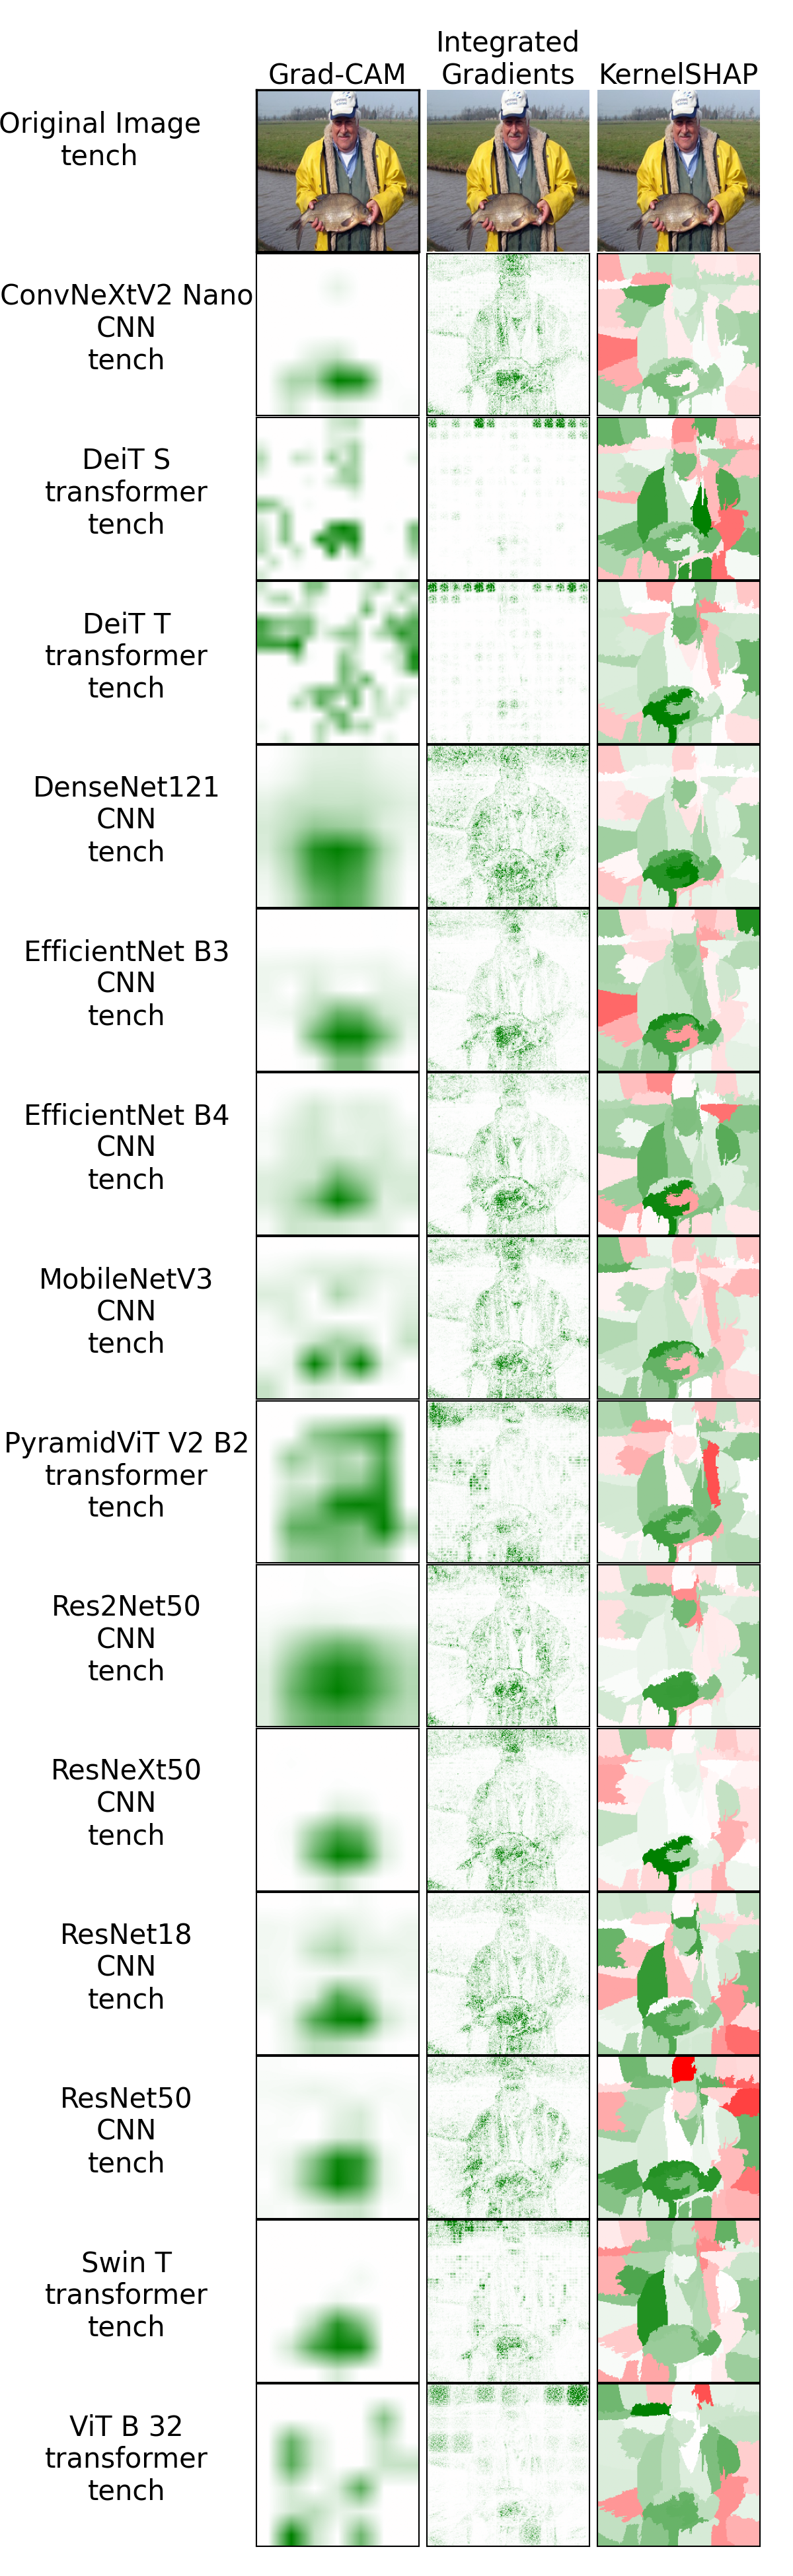 Grad-CAM
Integrated
Gradients
KernelSHAP
Original Image
tench
ConvNeXtV2 Nano
CNN
tench
DeiT S
transformer
tench
DeiT T
transformer
tench
DenseNet121
CNN
tench
EfficientNet B3
CNN
tench
EfficientNet B4
CNN
tench
MobileNetV3
CNN
tench
PyramidViT V2 B2
transformer
tench
Res2Net50
CNN
tench
ResNeXt50
CNN
tench
ResNet18
CNN
tench
ResNet50
CNN
tench
Swin T
transformer
tench
ViT B 32
transformer
tench